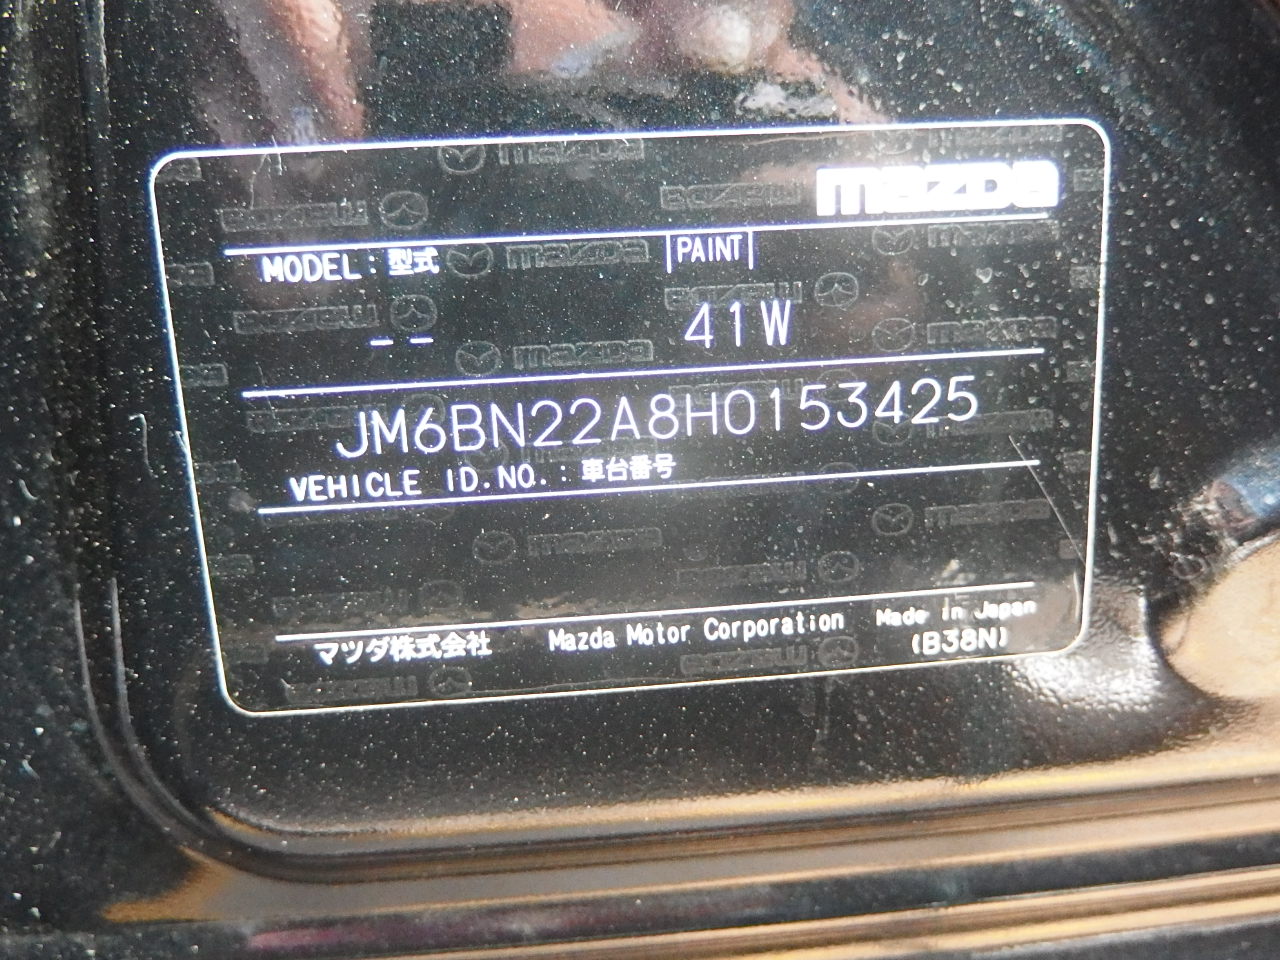 mazda
MODEL : 型式
PAINT
– –
41W
JM6BN22A8H0153425
VEHICLE ID.NO. : 車台番号
マツダ株式会社 Mazda Motor Corporation Made in Japan
(B38N)